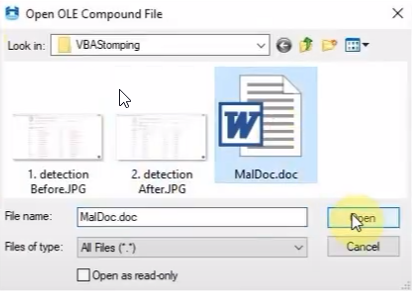 Open OLE Compound File
Look in: VBAStomping
1. detection Before.JPG
2. detection After.JPG
MalDoc.doc
File name: MalDoc.doc Open
Files of type: All Files (*.*) Cancel
Open as read-only